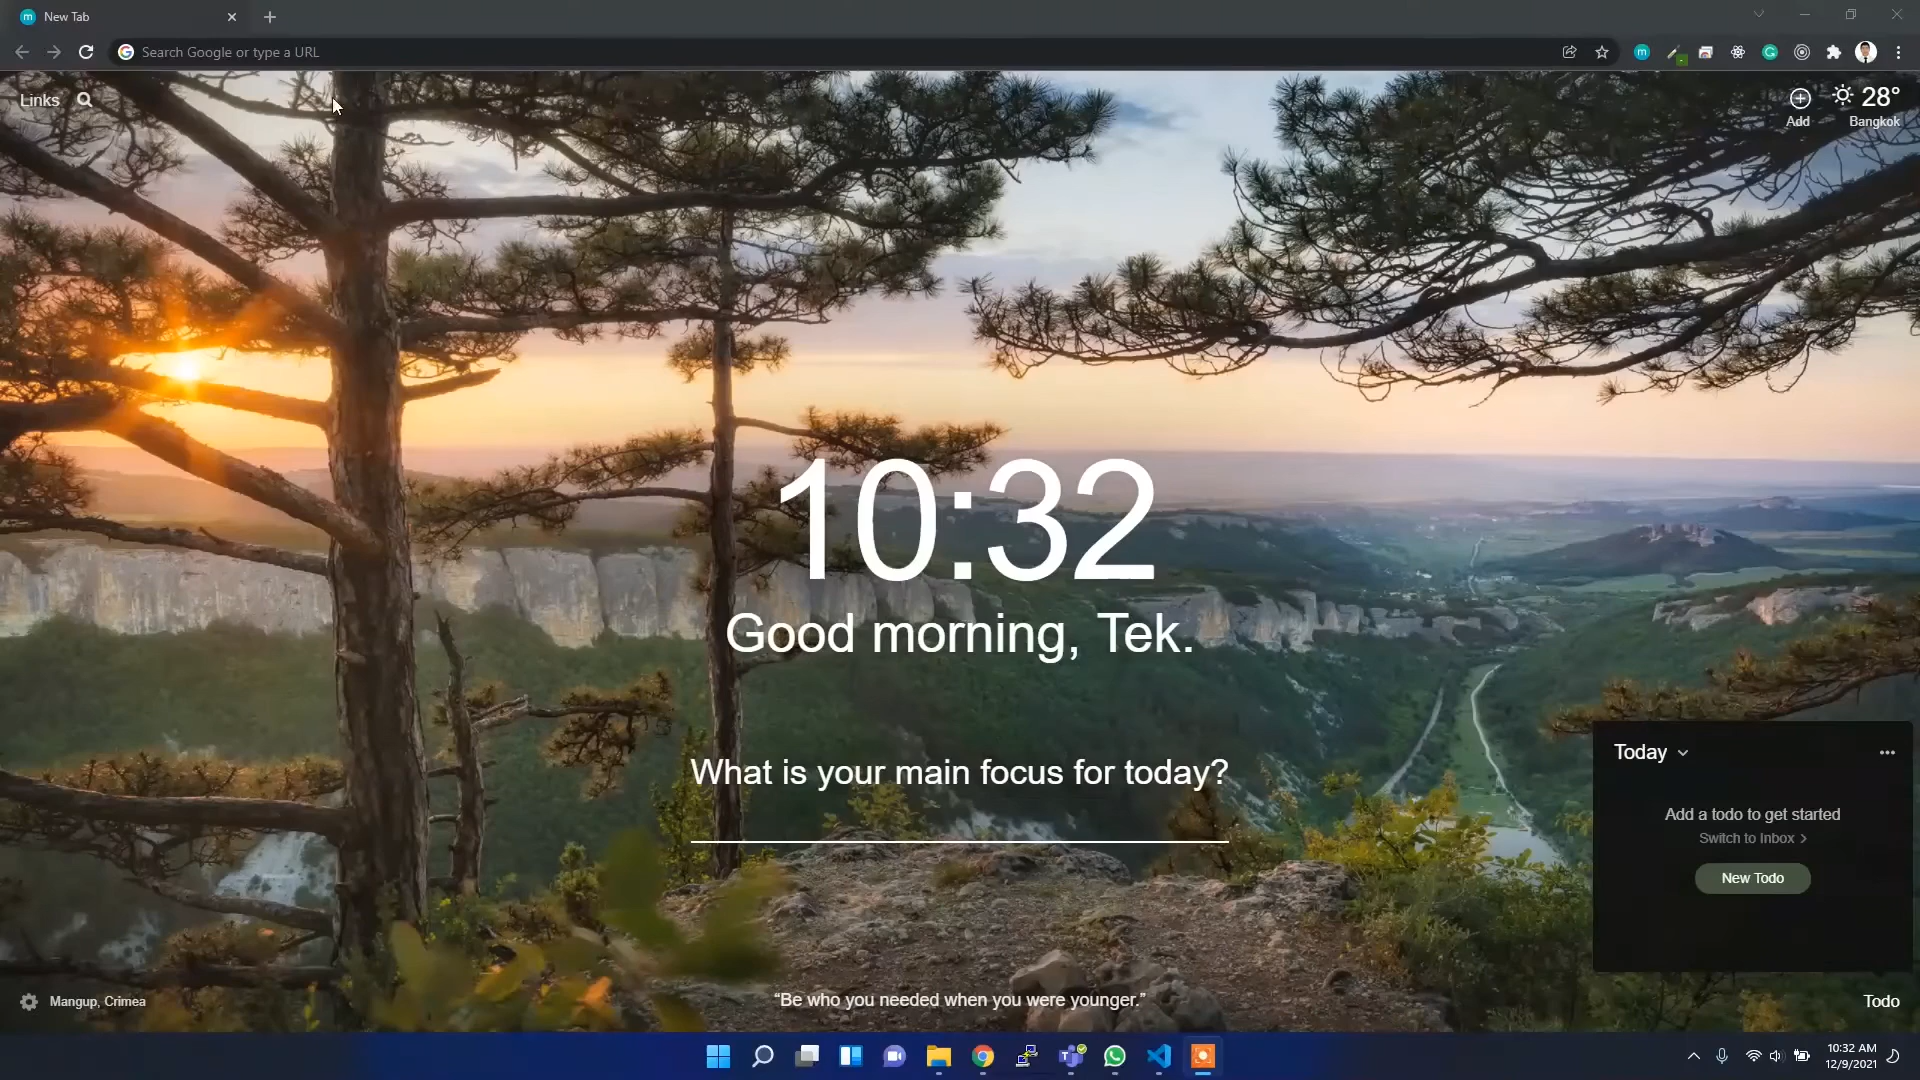 New Tab
Search Google or type a URL
Links
Add
28°
Bangkok
10:32
Good morning, Tek.
What is your main focus for today?
Today
Add a todo to get started
Switch to Inbox
New Todo
Mangup, Crimea
“Be who you needed when you were younger.”
Todo
10:32 AM
12/9/2021